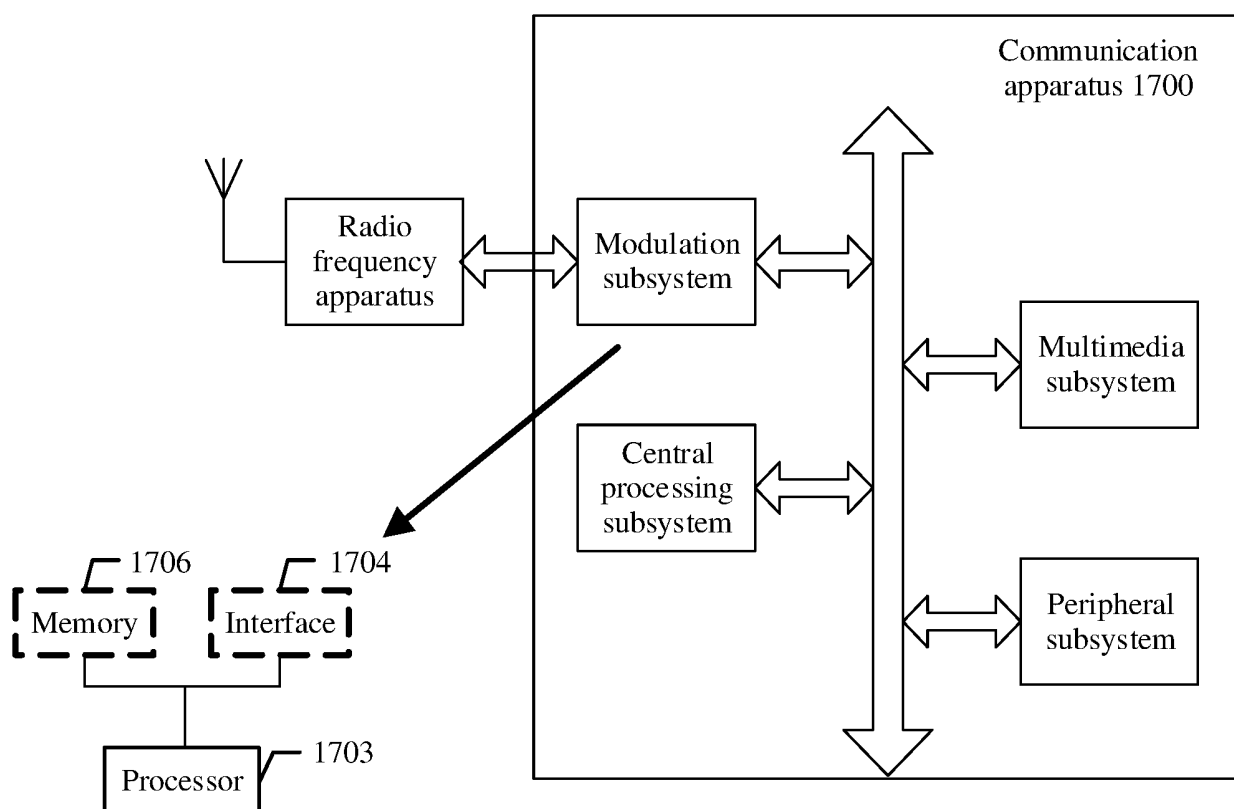 Communication
apparatus 1700
Radio
frequency
apparatus
Modulation
subsystem
Multimedia
subsystem
Central
processing
subsystem
1706
1704
Memory
Interface
Peripheral
subsystem
1703
Processor